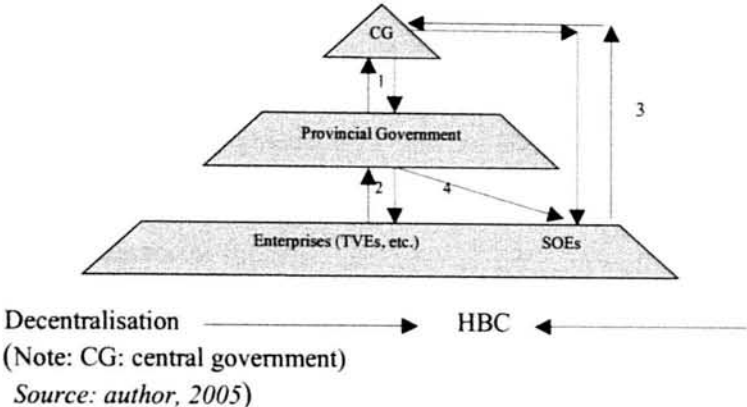 CG
1
3
Provincial Government
2 4
Enterprises (TVEs, etc.) SOEs
Decentralisation HBC
(Note: CG: central government)
Source: author, 2005)